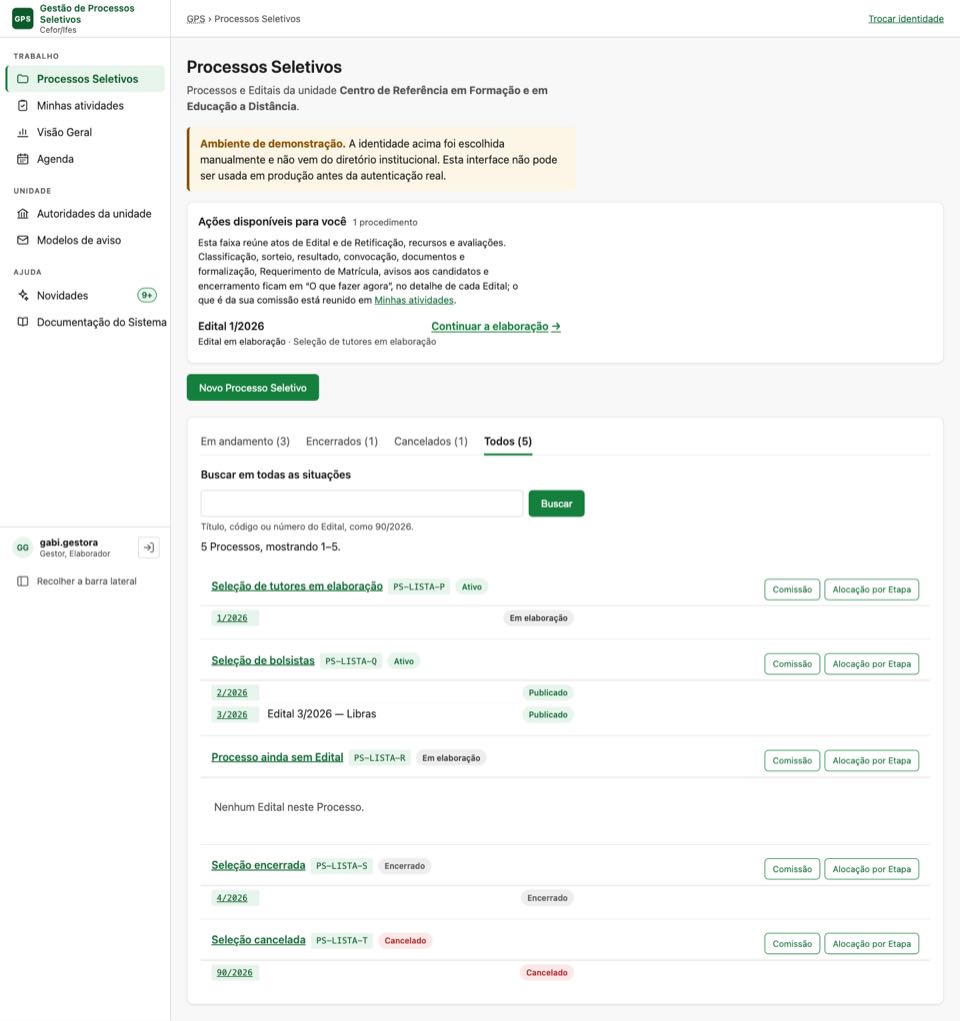 GPS
Gestão de Processos
Seletivos
Cefor/Ifes
GPS › Processos Seletivos
Trocar identidade
TRABALHO
Processos Seletivos
Minhas atividades
Visão Geral
Agenda
UNIDADE
Autoridades da unidade
Modelos de aviso
AJUDA
Novidades 9+
Documentação do Sistema
GG
gabi.gestora
Gestor, Elaborador
Recolher a barra lateral
Processos Seletivos
Processos e Editais da unidade Centro de Referência em Formação e em
Educação a Distância.
Ambiente de demonstração. A identidade acima foi escolhida
manualmente e não vem do diretório institucional. Esta interface não pode
ser usada em produção antes da autenticação real.
Ações disponíveis para você 1 procedimento
Esta faixa reúne atos de Edital e de Retificação, recursos e avaliações.
Classificação, sorteio, resultado, convocação, documentos e
formalização, Requerimento de Matrícula, avisos aos candidatos e
encerramento ficam em "O que fazer agora", no detalhe de cada Edital; o
que é da sua comissão está reunido em Minhas atividades.
Edital 1/2026 Continuar a elaboração →
Edital em elaboração · Seleção de tutores em elaboração
Novo Processo Seletivo
Em andamento (3) Encerrados (1) Cancelados (1) Todos (5)
Buscar em todas as situações
Buscar
Título, código ou número do Edital, como 90/2026.
5 Processos, mostrando 1–5.
Seleção de tutores em elaboração PS-LISTA-P Ativo Comissão Alocação por Etapa
1/2026 Em elaboração
Seleção de bolsistas PS-LISTA-Q Ativo Comissão Alocação por Etapa
2/2026 Publicado
3/2026 Edital 3/2026 — Libras Publicado
Processo ainda sem Edital PS-LISTA-R Em elaboração Comissão Alocação por Etapa
Nenhum Edital neste Processo.
Seleção encerrada PS-LISTA-S Encerrado Comissão Alocação por Etapa
4/2026 Encerrado
Seleção cancelada PS-LISTA-T Cancelado Comissão Alocação por Etapa
90/2026 Cancelado